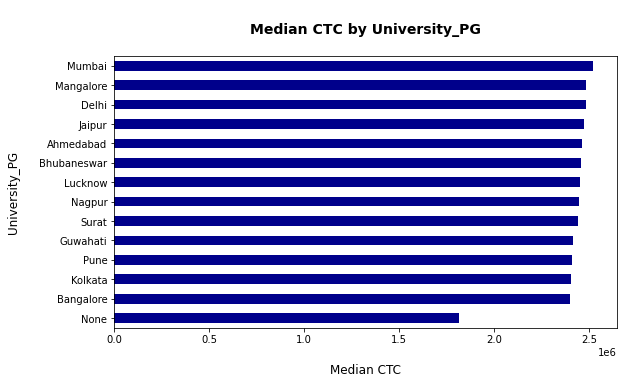 Median CTC by University_PG
University_PG
Mumbai
Mangalore
Delhi
Jaipur
Ahmedabad
Bhubaneswar
Lucknow
Nagpur
Surat
Guwahati
Pune
Kolkata
Bangalore
None
0.0 0.5 1.0 1.5 2.0 2.5
1e6
Median CTC